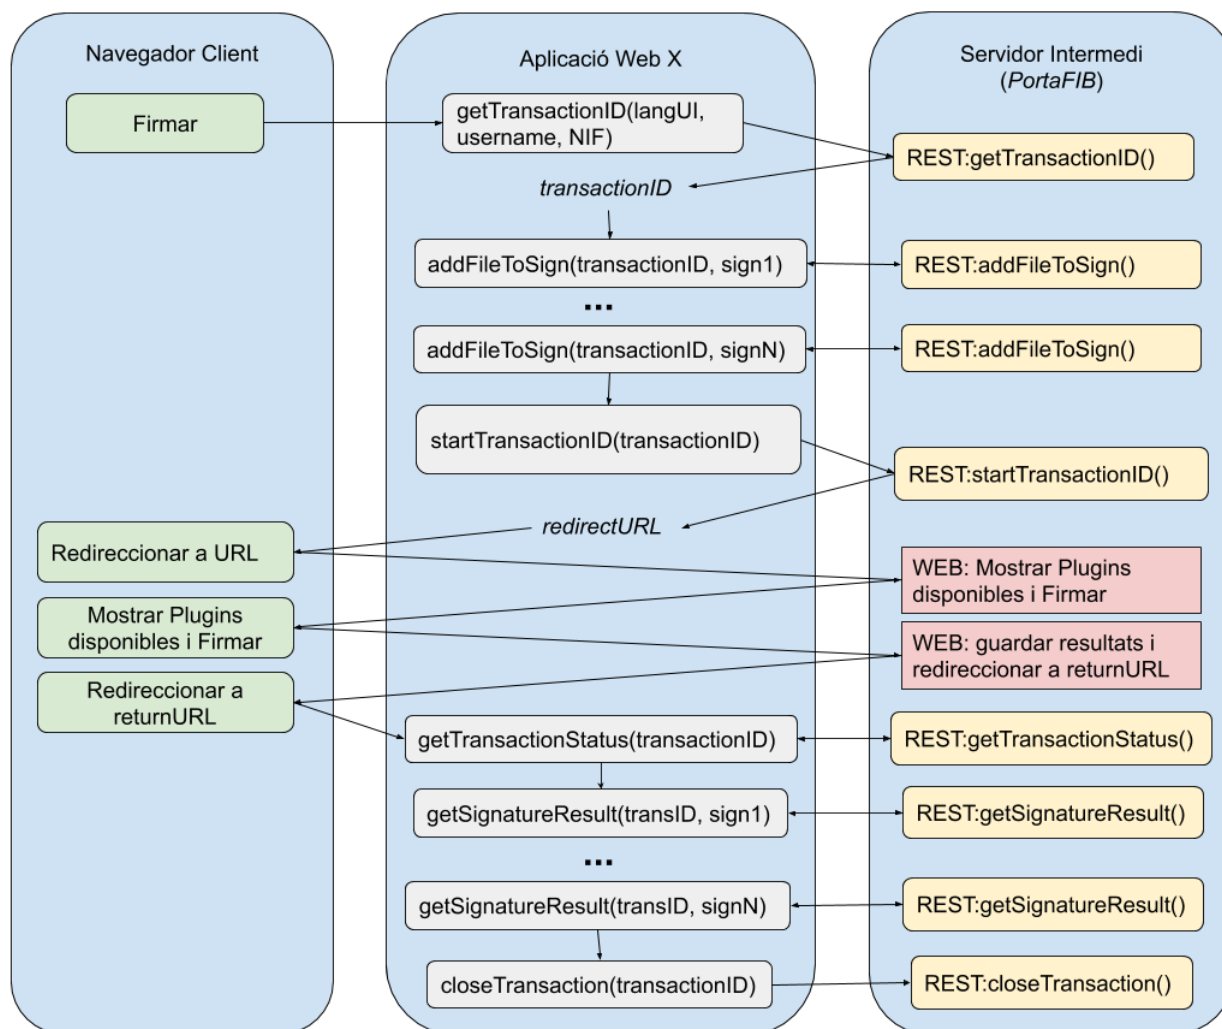 Navegador Client
Aplicació Web X
Servidor Intermedi
(PortaFIB)
Firmar
getTransactionID(langUI,
username, NIF)
REST:getTransactionID()
transactionID
addFileToSign(transactionID, sign1)
REST:addFileToSign()
...
addFileToSign(transactionID, signN)
REST:addFileToSign()
startTransactionID(transactionID)
REST:startTransactionID()
redirectURL
Redireccionar a URL
WEB: Mostrar Plugins
disponibles i Firmar
Mostrar Plugins
disponibles i Firmar
WEB: guardar resultats i
redireccionar a returnURL
Redireccionar a
returnURL
getTransactionStatus(transactionID)
REST:getTransactionStatus()
getSignatureResult(transID, sign1)
REST:getSignatureResult()
...
getSignatureResult(transID, signN)
REST:getSignatureResult()
closeTransaction(transactionID)
REST:closeTransaction()